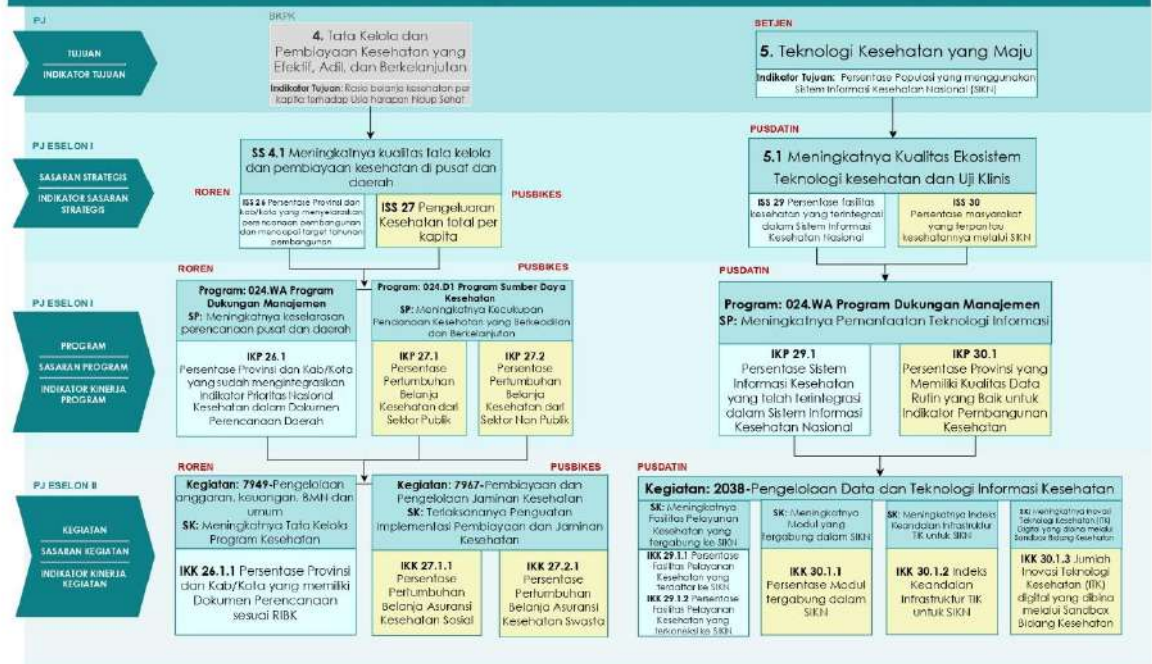 PJ
BKPK
SETJEN
TUJUAN
INDIKATOR TUJUAN
4. Tata Kelola dan
Pembiayaan Kesehatan yang
Efektif, Adil, dan Berkelanjutan
Indikator Tujuan: Rasio belanja kesehatan per
kapita terhadap Usia harapan hidup Sehat
5. Teknologi Kesehatan yang Maju
Indikator Tujuan: Persentase Populasi yang menggunakan
Sistem Informasi Kesehatan Nasional (SIKN)
PJ ESELON I
SASARAN STRATEGIS
INDIKATOR SASARAN
STRATEGIS
SS 4.1 Meningkatnya kualitas tata kelola
dan pembiayaan kesehatan di pusat dan
daerah
ROREN
PUSBIKES
ISS 26 Persentase Provinsi dan
kab/kota yang menyelaraskan
perencanaan pembangunan
dan mencapai target tahunan
pembangunan
ISS 27 Pengeluaran
Kesehatan total per
kapita
PUSDATIN
5.1 Meningkatnya Kualitas Ekosistem
Teknologi kesehatan dan Uji Klinis
ISS 29 Persentase fasilitas
kesehatan yang terintegrasi
dalam Sistem Informasi
Kesehatan Nasional
ISS 30
Persentase masyarakat
yang terpantau
kesehatannya melalui SIKN
PJ ESELON I
PROGRAM
SASARAN PROGRAM
INDIKATOR KINERJA
PROGRAM
ROREN
Program: 024.WA Program
Dukungan Manajemen
SP: Meningkatnya keselarasan
perencanaan pusat dan daerah
IKP 26.1
Persentase Provinsi dan Kab/Kota
yang sudah mengintegrasikan
Indikator Prioritas Nasional
Kesehatan dalam Dokumen
Perencanaan Daerah
PUSBIKES
Program: 024.D1 Program Sumber Daya
Kesehatan
SP: Meningkatnya Kecukupan
Pendanaan Kesehatan yang Berkeadilan
dan Berkelanjutan
IKP 27.1
Persentase
Pertumbuhan
Belanja
Kesehatan dari
Sektor Publik
IKP 27.2
Persentase
Pertumbuhan
Belanja
Kesehatan dari
Sektor Non Publik
PUSDATIN
Program: 024.WA Program Dukungan Manajemen
SP: Meningkatnya Pemanfaatan Teknologi Informasi
IKP 29.1
Persentase Sistem
Informasi Kesehatan
yang telah terintegrasi
dalam Sistem Informasi
Kesehatan Nasional
IKP 30.1
Persentase Provinsi yang
Memiliki Kualitas Data
Rutin yang Baik untuk
Indikator Pembangunan
Kesehatan
PJ ESELON II
KEGIATAN
SASARAN KEGIATAN
INDIKATOR KINERJA
KEGIATAN
ROREN
Kegiatan: 7949-Pengelolaan
anggaran, keuangan, BMN dan
umum
SK: Meningkatnya Tata Kelola
Program Kesehatan
IKK 26.1.1 Persentase Provinsi
dan Kab/Kota yang memiliki
Dokumen Perencanaan
sesuai RIBK
PUSBIKES
Kegiatan: 7967-Pembiayaan dan
Pengelolaan Jaminan Kesehatan
SK: Terlaksananya Penguatan
Implementasi Pembiayaan dan Jaminan
Kesehatan
IKK 27.1.1
Persentase
Pertumbuhan
Belanja Asuransi
Kesehatan Sosial
IKK 27.2.1
Persentase
Pertumbuhan
Belanja Asuransi
Kesehatan Swasta
PUSDATIN
Kegiatan: 2038-Pengelolaan Data dan Teknologi Informasi Kesehatan
SK: Meningkatnya
Fasilitas Pelayanan
Kesehatan yang
tergabung ke SIKN
IKK 29.1.1 Persentase
Fasilitas Pelayanan
Kesehatan yang
terdaftar ke SIKN
IKK 29.1.2 Persentase
Fasilitas Pelayanan
Kesehatan yang
terkoneksi ke SIKN
SK: Meningkatnya
Modul yang
tergabung dalam SIKN
IKK 30.1.1
Persentase Modul
tergabung dalam
SIKN
SK: Meningkatnya Indeks
Keandalan Infrastruktur
TIK untuk SIKN
IKK 30.1.2 Indeks
Keandalan
Infrastruktur TIK
untuk SIKN
SK: Meningkatnya Inovasi
Teknologi Kesehatan (ITK)
Digital yang dibina melalui
Sandbox Bidang Kesehatan
IKK 30.1.3 Jumlah
Inovasi Teknologi
Kesehatan (ITK)
digital yang dibina
melalui Sandbox
Bidang Kesehatan